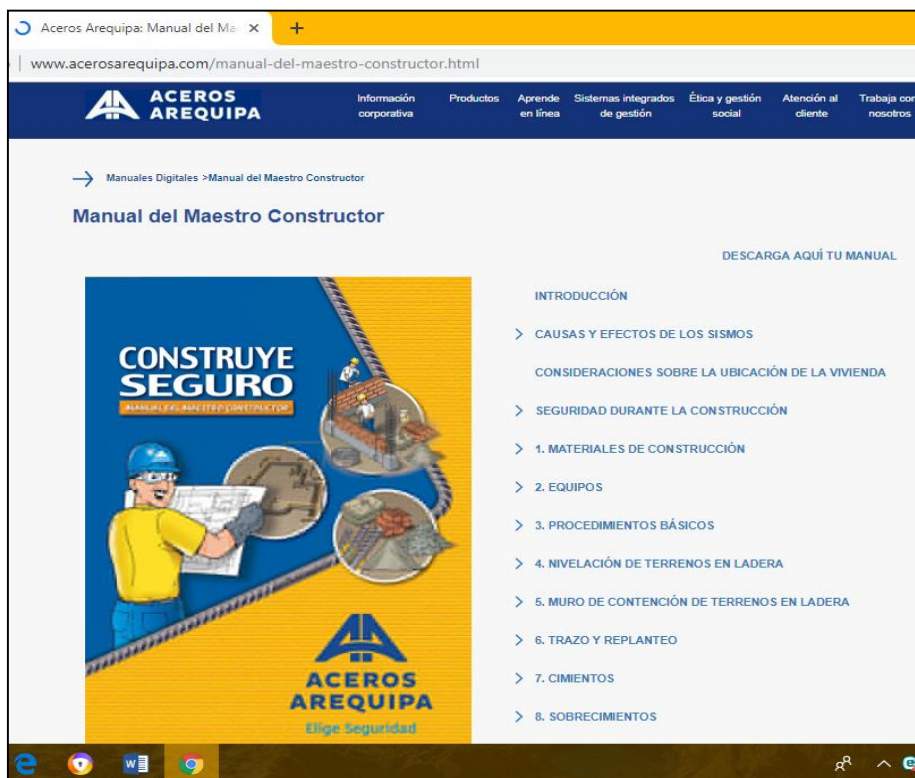 Aceros Arequipa: Manual del Ma
www.acerosarequipa.com/manual-del-maestro-constructor.html
ACEROS
AREQUIPA
Información
corporativa
Productos
Aprende
en línea
Sistemas integrados
de gestión
Ética y gestión
social
Atención al
cliente
Trabaja con
nosotros
Manuales Digitales >Manual del Maestro Constructor
Manual del Maestro Constructor
DESCARGA AQUÍ TU MANUAL
CONSTRUYE
SEGURO
MANUAL DEL MAESTRO CONSTRUCTOR
ACEROS
AREQUIPA
Elige Seguridad
INTRODUCCIÓN
> CAUSAS Y EFECTOS DE LOS SISMOS
CONSIDERACIONES SOBRE LA UBICACIÓN DE LA VIVIENDA
> SEGURIDAD DURANTE LA CONSTRUCCIÓN
> 1. MATERIALES DE CONSTRUCCIÓN
> 2. EQUIPOS
> 3. PROCEDIMIENTOS BÁSICOS
> 4. NIVELACIÓN DE TERRENOS EN LADERA
> 5. MURO DE CONTENCIÓN DE TERRENOS EN LADERA
> 6. TRAZO Y REPLANTEO
> 7. CIMIENTOS
> 8. SOBRECIMIENTOS